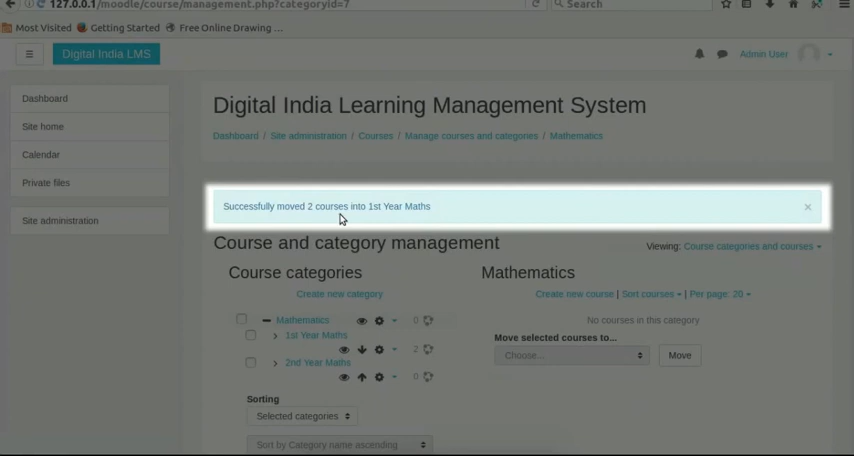 127.0.0.1/moodle/course/management.php?categoryid=7
Search
Most Visited Getting Started Free Online Drawing ...
Digital India LMS
Admin User
Dashboard
Site home
Calendar
Private files
Site administration
Digital India Learning Management System
Dashboard / Site administration / Courses / Manage courses and categories / Mathematics
Successfully moved 2 courses into 1st Year Maths ×
Course and category management
Viewing: Course categories and courses
Course categories
Create new category
Mathematics 0
1st Year Maths
2
2nd Year Maths
0
Sorting
Selected categories
Sort by Category name ascending
Mathematics
Create new course | Sort courses | Per page: 20
No courses in this category
Move selected courses to...
Choose... Move